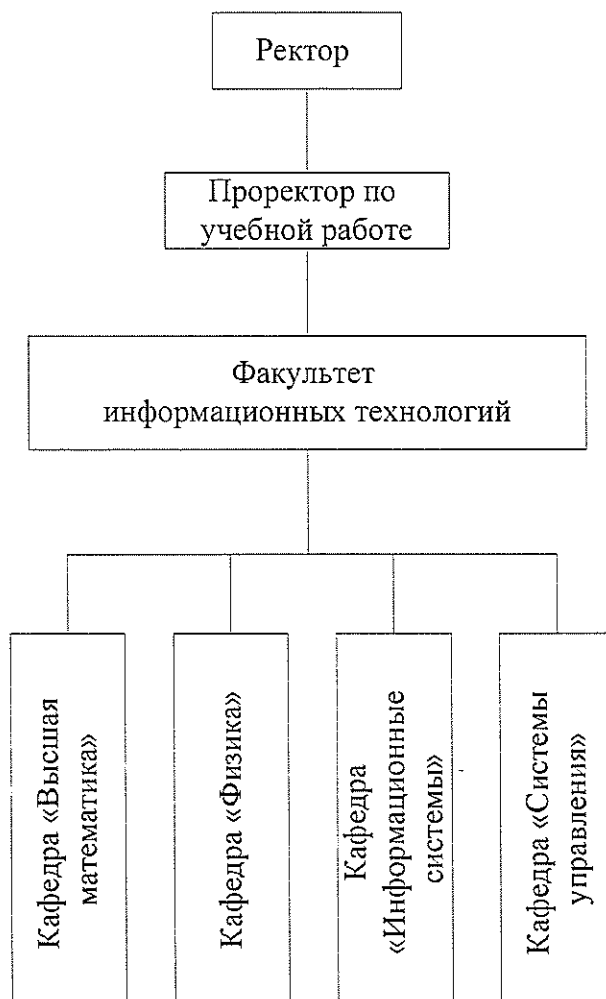 Ректор
Проректор по
учебной работе
Факультет
информационных технологий
Кафедра «Высшая
математика»
Кафедра «Физика»
Кафедра
«Информационные
системы»
Кафедра «Системы
управления»